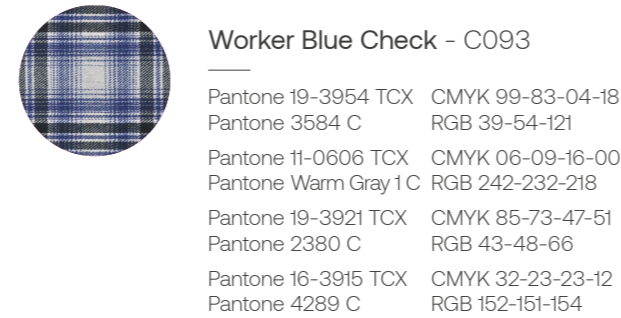 Worker Blue Check - C093
Pantone 19-3954 TCX CMYK 99-83-04-18
Pantone 3584 C RGB 39-54-121
Pantone 11-0606 TCX CMYK 06-09-16-00
Pantone Warm Gray 1 C RGB 242-232-218
Pantone 19-3921 TCX CMYK 85-73-47-51
Pantone 2380 C RGB 43-48-66
Pantone 16-3915 TCX CMYK 32-23-23-12
Pantone 4289 C RGB 152-151-154